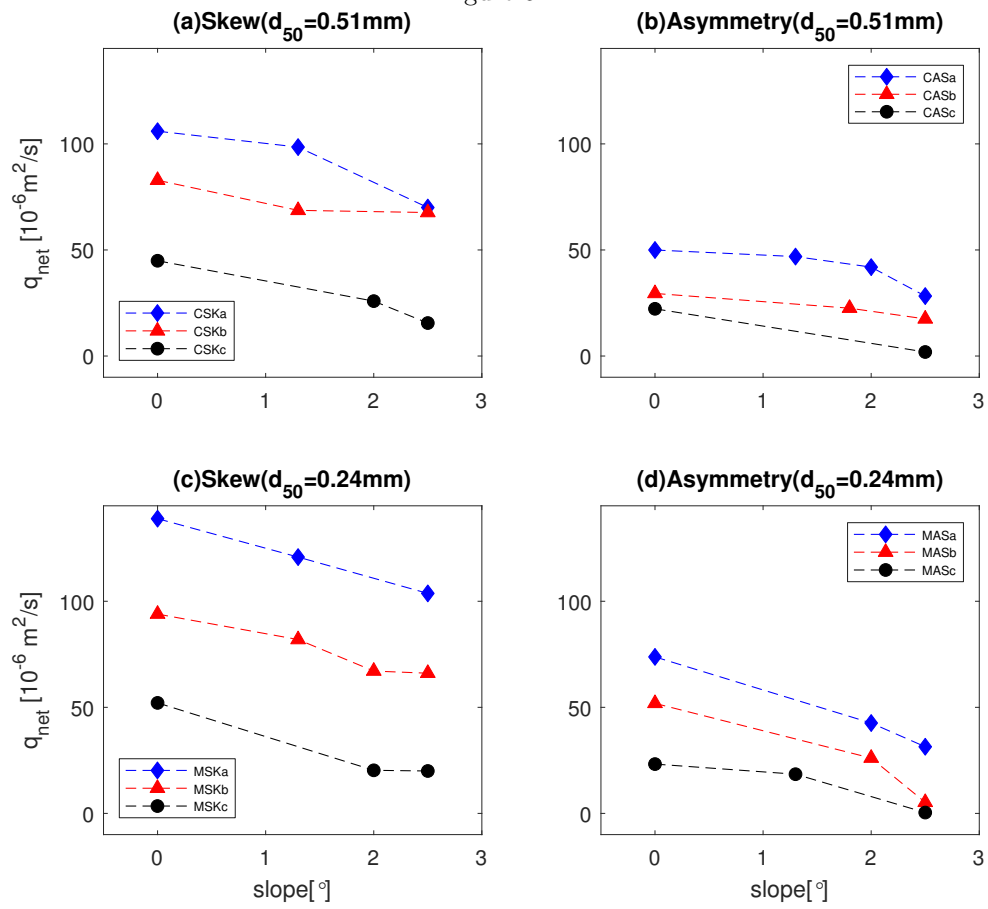 (a)Skew(d50=0.51mm)
q_net [10^-6 m^2/s]
100
50
0
CSKa
CSKb
CSKc
0 1 2 3
(b)Asymmetry(d50=0.51mm)
CASa
CASb
CASc
100
50
0
0 1 2 3
(c)Skew(d50=0.24mm)
q_net [10^-6 m^2/s]
100
50
0
MSKa
MSKb
MSKc
0 1 2 3
slope[°]
(d)Asymmetry(d50=0.24mm)
MASa
MASb
MASc
100
50
0
0 1 2 3
slope[°]